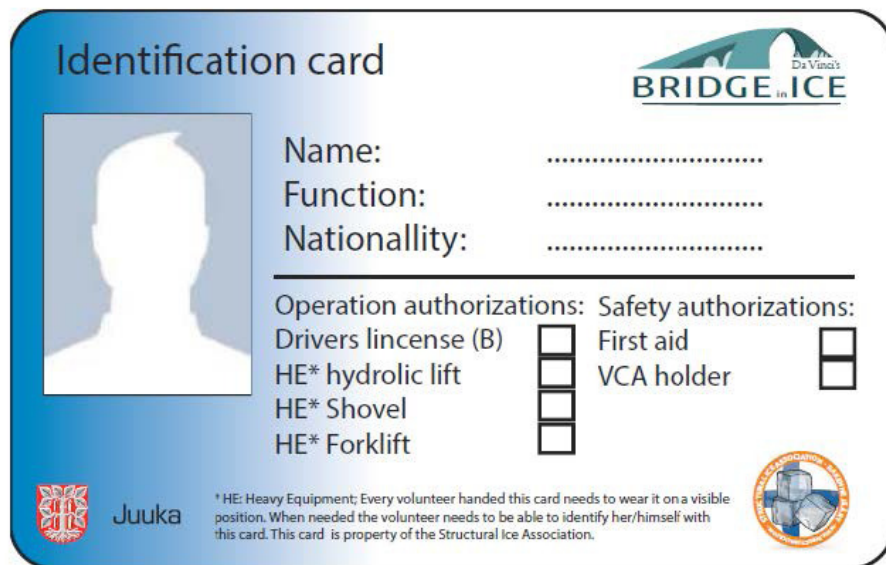 Identification card
Da Vinci's
BRIDGE in ICE
Name: ...........................
Function: ...........................
Nationallity: ...........................
Operation authorizations: Safety authorizations:
Drivers lincense (B) First aid
HE* hydrolic lift VCA holder
HE* Shovel
HE* Forklift
Juuka
* HE: Heavy Equipment; Every volunteer handed this card needs to wear it on a visible
position. When needed the volunteer needs to be able to identify her/himself with
this card. This card is property of the Structural Ice Association.